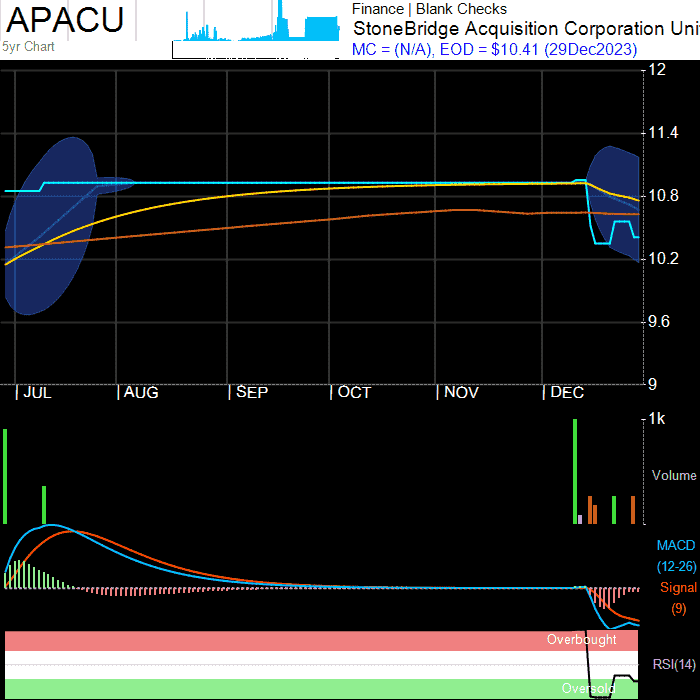 APACU
5yr Chart
Finance | Blank Checks
StoneBridge Acquisition Corporation Uni
MC = (N/A), EOD = $10.41 (29Dec2023)
12
11.4
10.8
10.2
9.6
9
JUL AUG SEP OCT NOV DEC
1k
Volume
MACD
(12-26)
Signal
(9)
Overbought
RSI(14)
Oversold